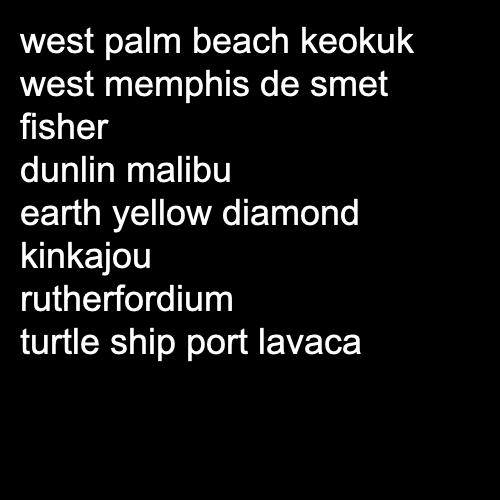 west palm beach keokuk
west memphis de smet
fisher
dunlin malibu
earth yellow diamond
kinkajou
rutherfordium
turtle ship port lavaca